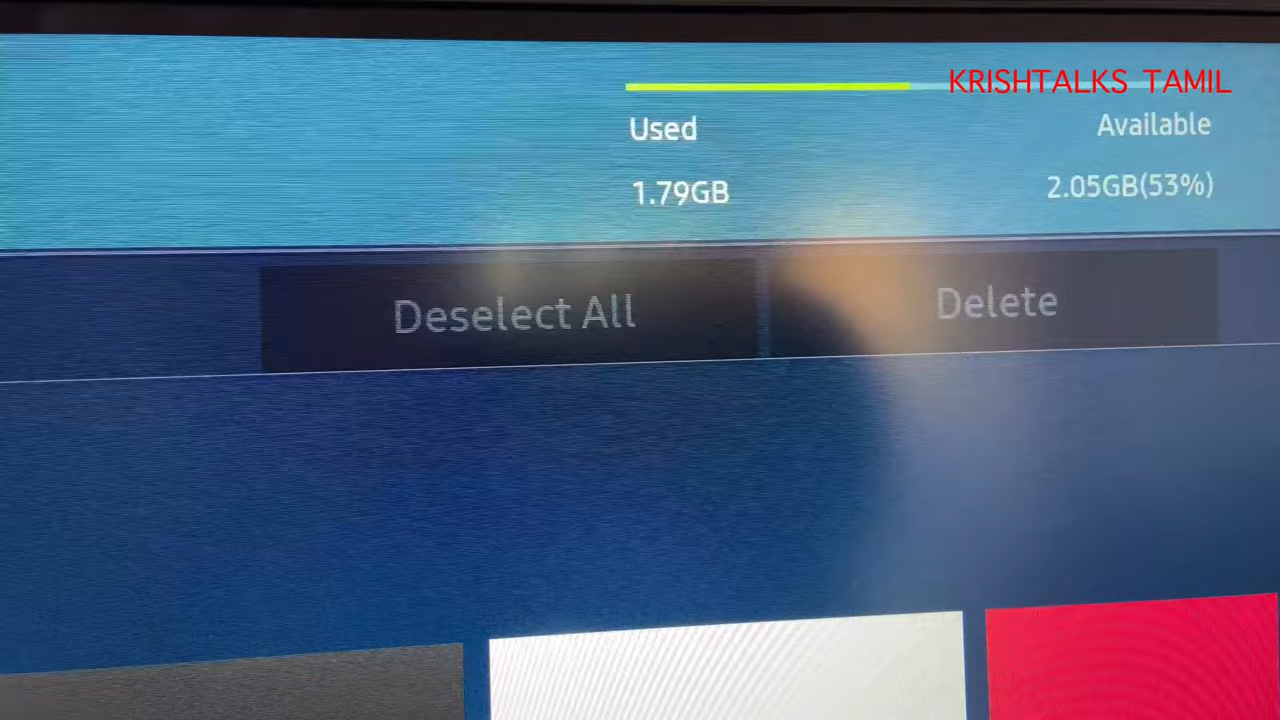 KRISHTALKS TAMIL
Used
Available
1.79GB
2.05GB(53%)
Deselect All
Delete